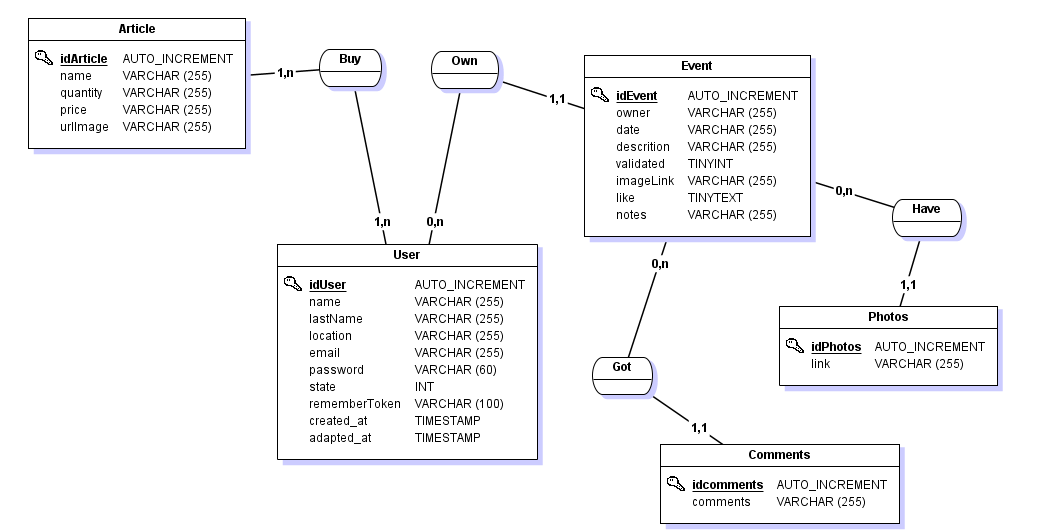 Article
idArticle AUTO_INCREMENT
name VARCHAR (255)
quantity VARCHAR (255)
price VARCHAR (255)
urlImage VARCHAR (255)
1,n
Buy
1,n
Own
0,n
1,1
Event
idEvent AUTO_INCREMENT
owner VARCHAR (255)
date VARCHAR (255)
descrition VARCHAR (255)
validated TINYINT
imageLink VARCHAR (255)
like TINYTEXT
notes VARCHAR (255)
0,n
Have
1,1
User
idUser AUTO_INCREMENT
name VARCHAR (255)
lastName VARCHAR (255)
location VARCHAR (255)
email VARCHAR (255)
password VARCHAR (60)
state INT
rememberToken VARCHAR (100)
created_at TIMESTAMP
adapted_at TIMESTAMP
0,n
Got
1,1
Photos
idPhotos AUTO_INCREMENT
link VARCHAR (255)
Comments
idcomments AUTO_INCREMENT
comments VARCHAR (255)